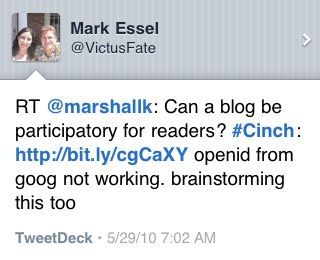 Mark Essel
@VictusFate
RT @marshallk: Can a blog be
participatory for readers? #Cinch:
http://bit.ly/cgCaXY openid from
goog not working. brainstorming
this too
TweetDeck • 5/29/10 7:02 AM